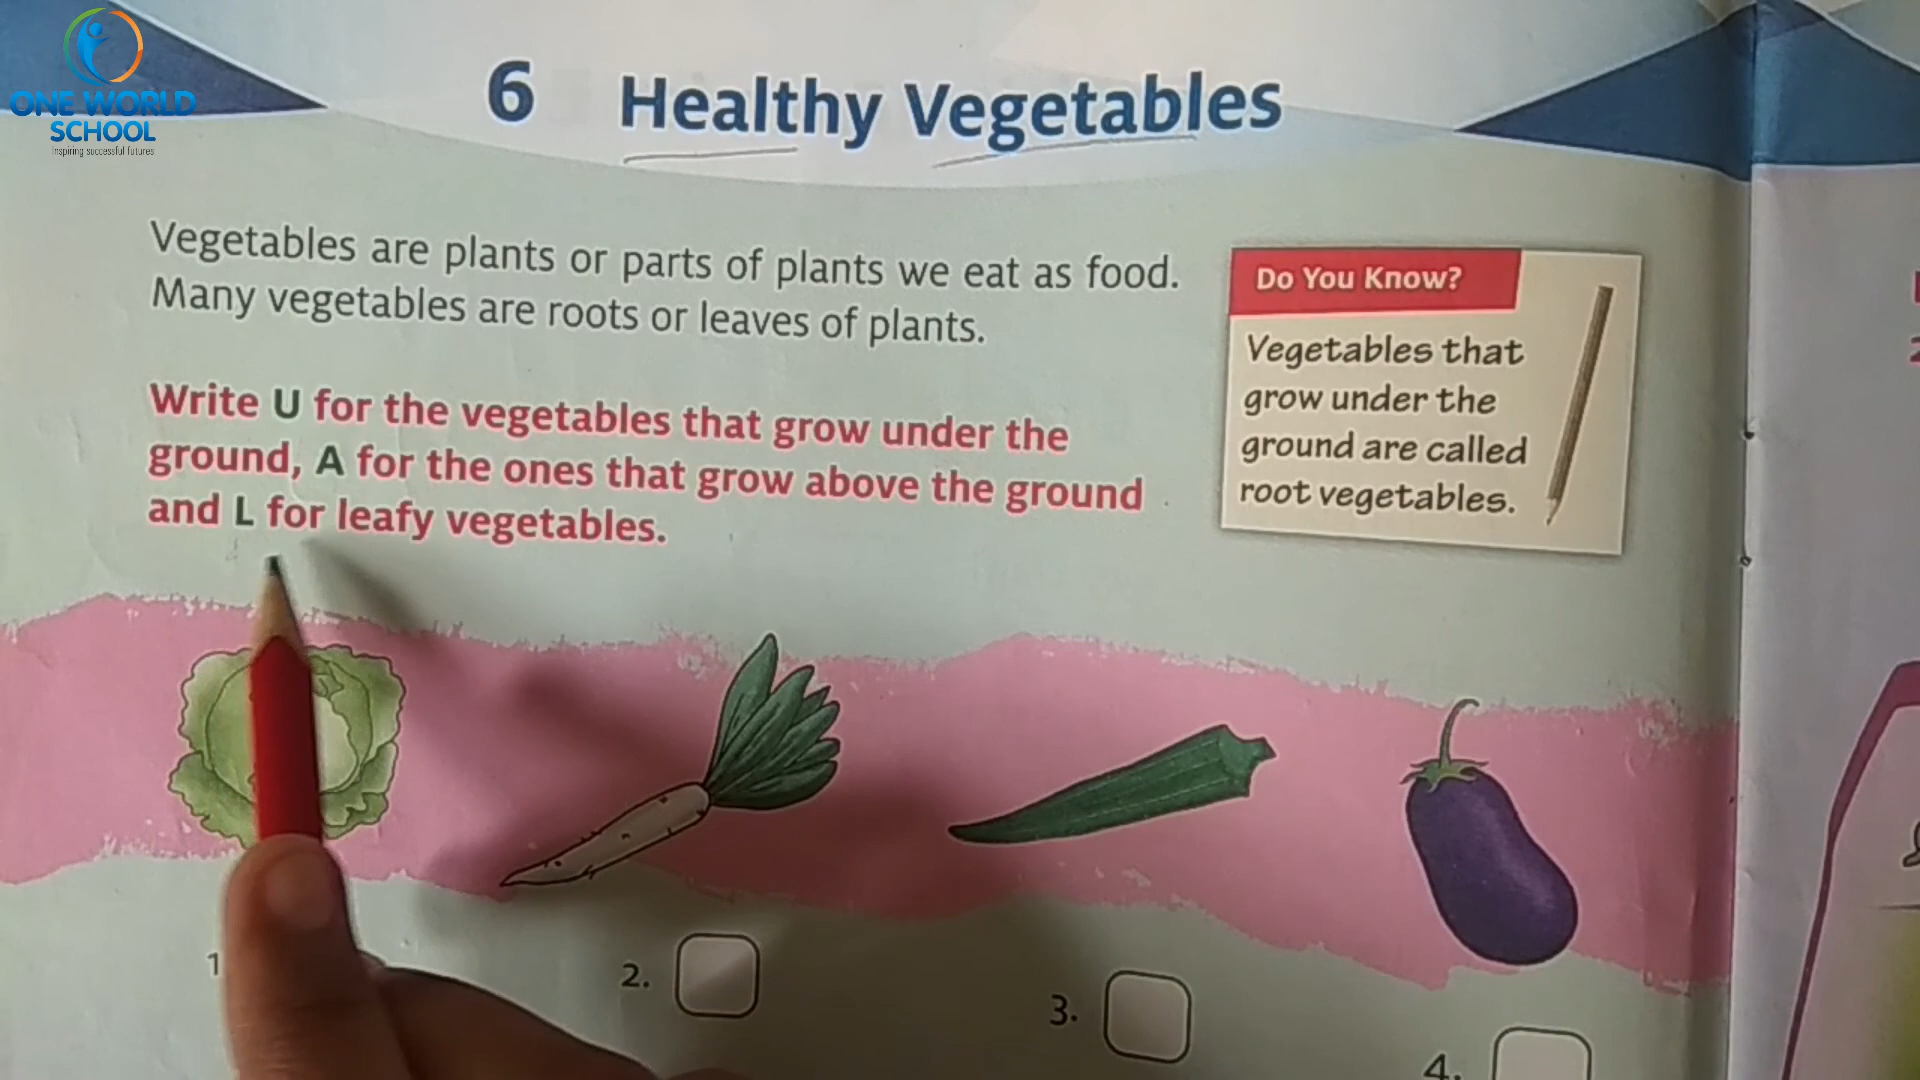 ONE WORLD
SCHOOL
Inspiring successful futures
6 Healthy Vegetables
Vegetables are plants or parts of plants we eat as food.
Many vegetables are roots or leaves of plants.
Do You Know?
Vegetables that
grow under the
ground are called
root vegetables.
Write U for the vegetables that grow under the
ground, A for the ones that grow above the ground
and L for leafy vegetables.
1
2.
3.
4.